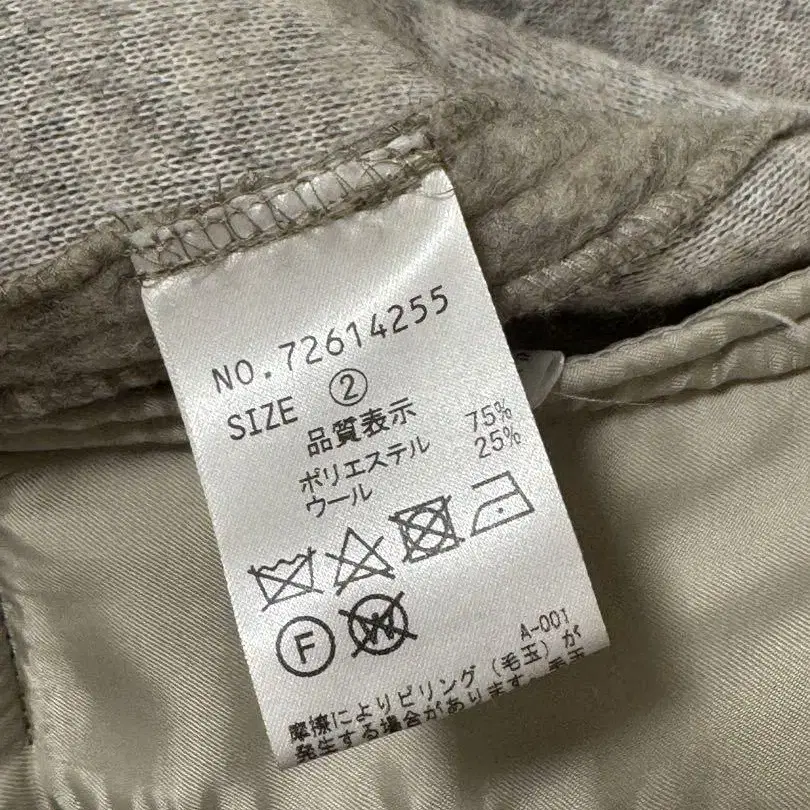 NO.72614255
SIZE ②
品質表示
ポリエステル 75%
ウール 25%
F W
A-001
摩擦によりピリング(毛玉)が
発生する場合があります。毛玉